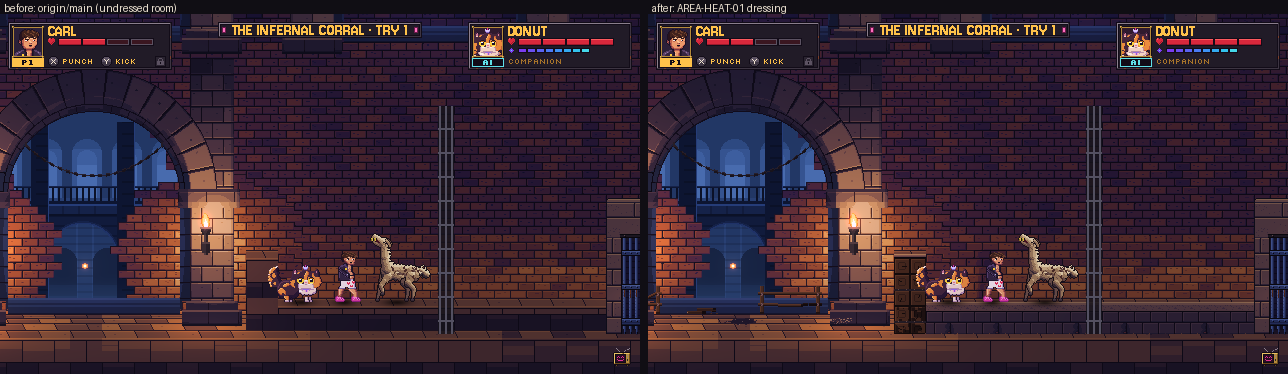 before: origin/main (undressed room)
CARL
P1
X PUNCH Y KICK
THE INFERNAL CORRAL · TRY 1
DONUT
AI
COMPANION
after: AREA-HEAT-01 dressing
CARL
P1
X PUNCH Y KICK
THE INFERNAL CORRAL · TRY 1
DONUT
AI
COMPANION